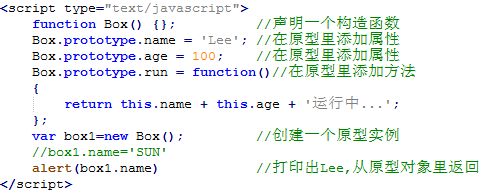 <script type="text/javascript">
    function Box() {};              //声明一个构造函数
    Box.prototype.name = 'Lee'; //在原型里添加属性
    Box.prototype.age = 100;    //在原型里添加属性
    Box.prototype.run = function()//在原型里添加方法
    {
        return this.name + this.age + '运行中...';
    };
    var box1=new Box();         //创建一个原型实例
    //box1.name='SUN'
    alert(box1.name)            //打印出Lee,从原型对象里返回
</script>